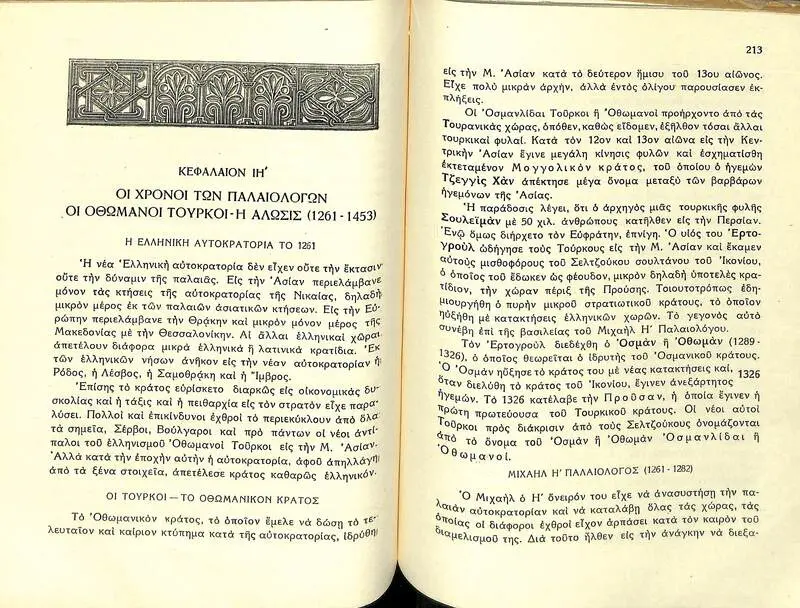 ΚΕΦΑΛΑΙΟΝ ΙΗ'
ΟΙ ΧΡΟΝΟΙ ΤΩΝ ΠΑΛΑΙΟΛΟΓΩΝ
ΟΙ ΟΘΩΜΑΝΟΙ ΤΟΥΡΚΟΙ-Η ΑΛΩΣΙΣ (1261-1453)
Η ΕΛΛΗΝΙΚΗ ΑΥΤΟΚΡΑΤΟΡΙΑ ΤΟ 1261
Ἡ νέα Ἑλληνικὴ αὐτοκρατορία δὲν εἶχεν οὔτε τὴν ἔκτασιν
οὔτε τὴν δύναμιν τῆς παλαιᾶς. Εἰς τὴν Ἀσίαν περιελάμβανε
μόνον τὰς κτήσεις τῆς αὐτοκρατορίας τῆς Νικαίας, δηλαδὴ
μικρὸν μέρος ἐκ τῶν παλαιῶν ἀσιατικῶν κτήσεων. Εἰς τὴν Εὐ-
ρώπην περιελάμβανε τὴν Θρᾴκην καὶ μικρὸν μόνον μέρος τῆς
Μακεδονίας μὲ τὴν Θεσσαλονίκην. Αἱ ἄλλαι ἑλληνικαὶ χῶραι
ἀπετέλουν διάφορα μικρὰ ἑλληνικὰ ἢ λατινικὰ κρατίδια. Ἐκ
τῶν ἑλληνικῶν νήσων ἀνῆκον εἰς τὴν νέαν αὐτοκρατορίαν ἡ
Ρόδος, ἡ Λέσβος, ἡ Σαμοθρᾴκη καὶ ἡ Ἴμβρος.
Ἐπίσης τὸ κράτος εὑρίσκετο διαρκῶς εἰς οἰκονομικὰς δυ-
σκολίας καὶ ἡ τάξις καὶ ἡ πειθαρχία εἰς τὸν στρατὸν εἶχε παρα-
λύσει. Πολλοὶ καὶ ἐπικίνδυνοι ἐχθροὶ τὸ περιεκύκλουν ἀπὸ ὅλα
τὰ σημεῖα, Σέρβοι, Βούλγαροι καὶ πρὸ πάντων οἱ νέοι ἀντί-
παλοι τοῦ ἑλληνισμοῦ Ὀθωμανοὶ Τοῦρκοι εἰς τὴν Μ. Ἀσίαν.
Ἀλλὰ κατὰ τὴν ἐποχὴν αὐτὴν ἡ αὐτοκρατορία, ἀφοῦ ἀπηλλάγη
ἀπὸ τὰ ξένα στοιχεῖα, ἀπετέλεσε κράτος καθαρῶς ἑλληνικόν.
ΟΙ ΤΟΥΡΚΟΙ — ΤΟ ΟΘΩΜΑΝΙΚΟΝ ΚΡΑΤΟΣ
Τὸ Ὀθωμανικὸν κράτος, τὸ ὁποῖον ἔμελε νὰ δώσῃ τὸ τε-
λευταῖον καὶ καίριον κτύπημα κατὰ τῆς αὐτοκρατορίας, ἱδρύθη
213
εἰς τὴν Μ. Ἀσίαν κατὰ τὸ δεύτερον ἥμισυ τοῦ 13ου αἰῶνος.
Εἶχε πολὺ μικρὰν ἀρχήν, ἀλλὰ ἐντὸς ὀλίγου παρουσίασεν ἐκ-
πλήξεις.
Οἱ Ὀσμανλίδαι Τοῦρκοι ἢ Ὀθωμανοὶ προήρχοντο ἀπὸ τὰς
Τουρανικὰς χώρας, ὁπόθεν, καθὼς εἴδομεν, ἐξῆλθον τόσαι ἄλλαι
τουρκικαὶ φυλαί. Κατὰ τὸν 12ον καὶ 13ον αἰῶνα εἰς τὴν Κεν-
τρικὴν Ἀσίαν ἔγινε μεγάλη κίνησις φυλῶν καὶ ἐσχηματίσθη
ἐκτεταμένον Μογγολικὸν κράτος, τοῦ ὁποίου ὁ ἡγεμὼν
Τζεγγὶς Χὰν ἀπέκτησε μέγα ὄνομα μεταξὺ τῶν βαρβάρων
ἡγεμόνων τῆς Ἀσίας.
Ἡ παράδοσις λέγει, ὅτι ὁ ἀρχηγὸς μιᾶς τουρκικῆς φυλῆς
Σουλεϊμὰν μὲ 50 χιλ. ἀνθρώπους κατῆλθεν εἰς τὴν Περσίαν.
Ἐνῷ ὅμως διήρχετο τὸν Εὐφράτην, ἐπνίγη. Ὁ υἱός του Ἐρτο-
γροὺλ ὡδήγησε τοὺς Τούρκους εἰς τὴν Μ. Ἀσίαν καὶ ἔκαμεν
αὐτοὺς μισθοφόρους τοῦ Σελτζούκου σουλτάνου τοῦ Ἰκονίου,
ὁ ὁποῖος τοῦ ἔδωκεν ὡς φέουδον, μικρὸν δηλαδὴ ὑποτελὲς κρα-
τίδιον, τὴν χώραν πέριξ τῆς Προύσης. Τοιουτοτρόπως ἐδη-
μιουργήθη ὁ πυρὴν μικροῦ στρατιωτικοῦ κράτους, τὸ ὁποῖον
ηὐξήθη μὲ κατακτήσεις ἑλληνικῶν χωρῶν. Τὸ γεγονὸς αὐτὸ
συνέβη ἐπὶ τῆς βασιλείας τοῦ Μιχαὴλ Η' Παλαιολόγου.
Τὸν Ἐρτογροὺλ διεδέχθη ὁ Ὀσμὰν ἢ Ὀθωμὰν (1289-
1326), ὁ ὁποῖος θεωρεῖται ὁ ἱδρυτὴς τοῦ Ὀσμανικοῦ κράτους.
Ὁ Ὀσμὰν ηὔξησε τὸ κράτος του μὲ νέας κατακτήσεις καὶ, 1326
ὅταν διελύθη τὸ κράτος τοῦ Ἰκονίου, ἔγινεν ἀνεξάρτητος
ἡγεμών. Τὸ 1326 κατέλαβε τὴν Προῦσαν, ἡ ὁποία ἔγινεν ἡ
πρώτη πρωτεύουσα τοῦ Τουρκικοῦ κράτους. Οἱ νέοι αὐτοὶ
Τοῦρκοι πρὸς διάκρισιν ἀπὸ τοὺς Σελτζούκους ὀνομάζονται
ἀπὸ τὸ ὄνομα τοῦ Ὀσμὰν ἢ Ὀθωμὰν Ὀσμανλίδαι ἢ
Ὀθωμανοί.
ΜΙΧΑΗΛ Η' ΠΑΛΑΙΟΛΟΓΟΣ (1261-1282)
Ὁ Μιχαὴλ ὁ Η' ὄνειρόν του εἶχε νὰ ἀνασυστήσῃ τὴν πα-
λαιὰν αὐτοκρατορίαν καὶ νὰ καταλάβῃ ὅλας τὰς χώρας, τὰς
ὁποίας οἱ διάφοροι ἐχθροὶ εἶχον ἁρπάσει κατὰ τὸν καιρὸν τοῦ
διαμελισμοῦ της. Διὰ τοῦτο ἦλθεν εἰς τὴν ἀνάγκην νὰ διεξα-